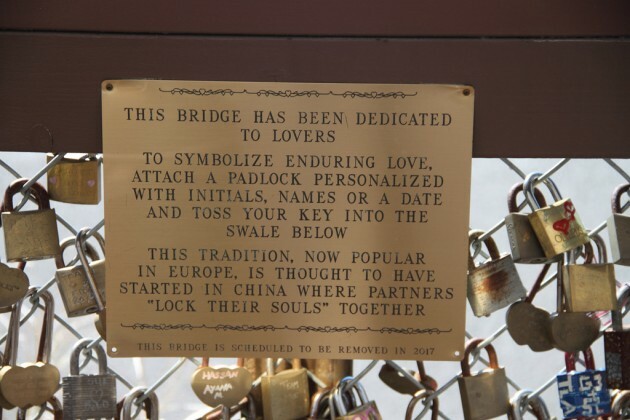 THIS BRIDGE HAS BEEN DEDICATED
TO LOVERS
TO SYMBOLIZE ENDURING LOVE,
ATTACH A PADLOCK PERSONALIZED
WITH INITIALS, NAMES OR A DATE
AND TOSS YOUR KEY INTO THE
SWALE BELOW
THIS TRADITION, NOW POPULAR
IN EUROPE, IS THOUGHT TO HAVE
STARTED IN CHINA WHERE PARTNERS
"LOCK THEIR SOULS" TOGETHER
THIS BRIDGE IS SCHEDULED TO BE REMOVED IN 2017
HASSAN
G3